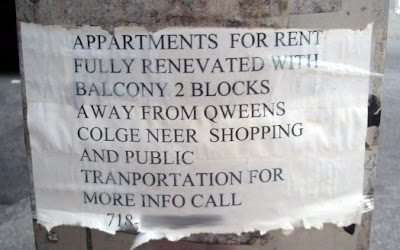 APPARTMENTS FOR RENT
FULLY RENEVATED WITH
BALCONY 2 BLOCKS
AWAY FROM QWEENS
COLGE NEER SHOPPING
AND PUBLIC
TRANPORTATION FOR
MORE INFO CALL
718-